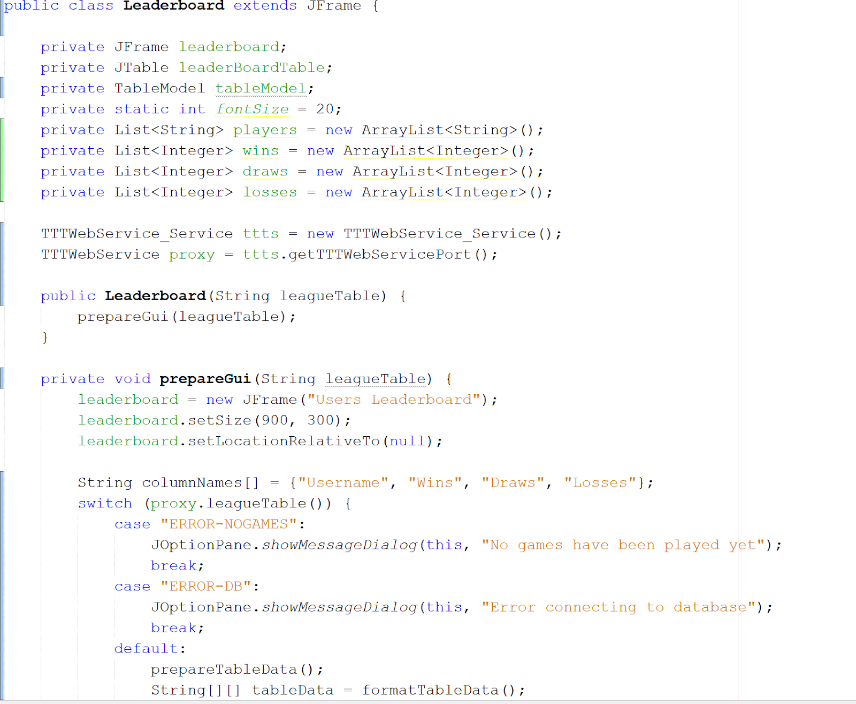 public class Leaderboard extends JFrame {
private JFrame leaderboard;
private JTable leaderBoardTable;
private TableModel tableModel;
private static int fontSize = 20;
private List<String> players = new ArrayList<String>();
private List<Integer> wins = new ArrayList<Integer>();
private List<Integer> draws = new ArrayList<Integer>();
private List<Integer> losses = new ArrayList<Integer>();
TTTWebService_Service ttts = new TTTWebService_Service();
TTTWebService proxy = ttts.getTTTWebServicePort();
public Leaderboard(String leagueTable) {
prepareGui(leagueTable);
}
private void prepareGui(String leagueTable) {
leaderboard = new JFrame("Users Leaderboard");
leaderboard.setSize(900, 300);
leaderboard.setLocationRelativeTo(null);
String columnNames[] = {"Username", "Wins", "Draws", "Losses"};
switch (proxy.leagueTable()) {
case "ERROR-NOGAMES":
JOptionPane.showMessageDialog(this, "No games have been played yet");
break;
case "ERROR-DB":
JOptionPane.showMessageDialog(this, "Error connecting to database");
break;
default:
prepareTableData();
String[][] tableData = formatTableData();